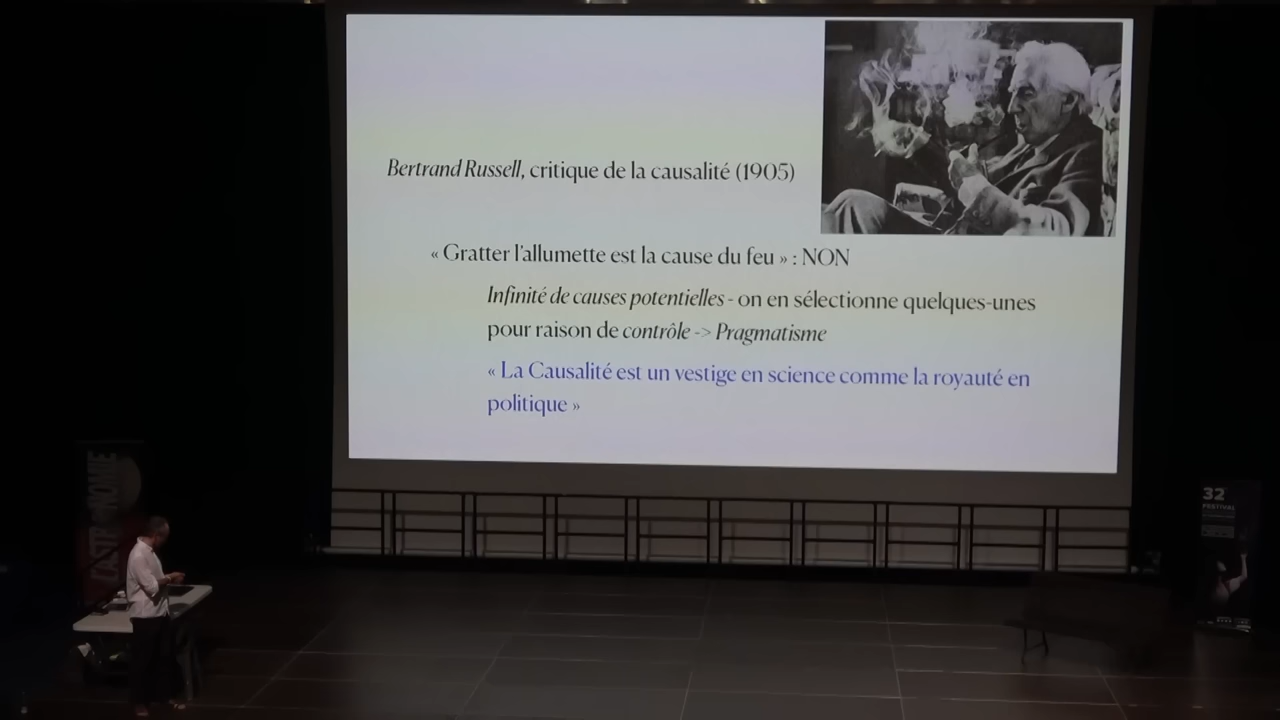 Bertrand Russell, critique de la causalité (1905)
« Gratter l'allumette est la cause du feu » : NON
Infinité de causes potentielles - on en sélectionne quelques-unes
pour raison de contrôle -> Pragmatisme
« La Causalité est un vestige en science comme la royauté en
politique »
L'ASTRONOMIE
32
FESTIVAL